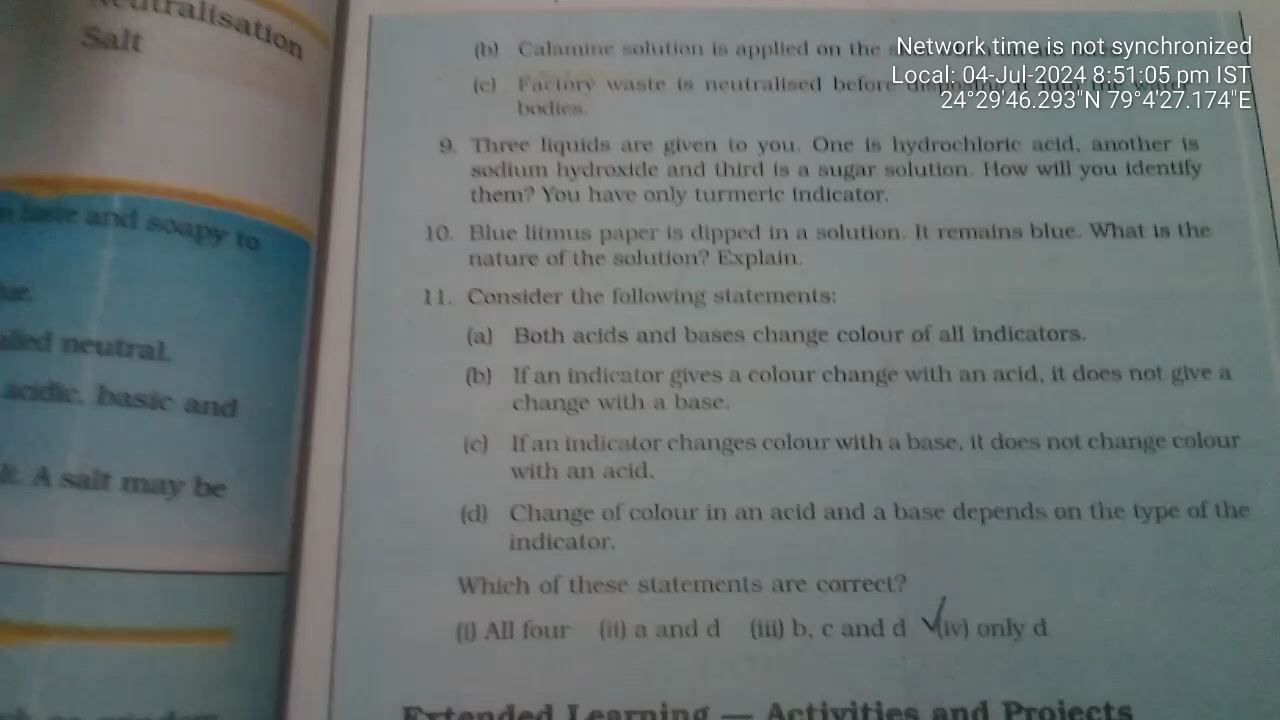 Neutralisation
Salt
taste and soapy to
alled neutral.
acidic, basic and
A salt may be
(b) Calamine solution is applied on the
(c) Factory waste is neutralised before disposing it into the water
bodies.
Network time is not synchronized
Local: 04-Jul-2024 8:51:05 pm IST
24°29'46.293"N 79°4'27.174"E
9. Three liquids are given to you. One is hydrochloric acid, another is
sodium hydroxide and third is a sugar solution. How will you identify
them? You have only turmeric indicator.
10. Blue litmus paper is dipped in a solution. It remains blue. What is the
nature of the solution? Explain.
11. Consider the following statements:
(a) Both acids and bases change colour of all indicators.
(b) If an indicator gives a colour change with an acid, it does not give a
change with a base.
(c) If an indicator changes colour with a base, it does not change colour
with an acid.
(d) Change of colour in an acid and a base depends on the type of the
indicator.
Which of these statements are correct?
(i) All four (ii) a and d (iii) b, c and d (iv) only d
Extended Learning — Activities and Projects